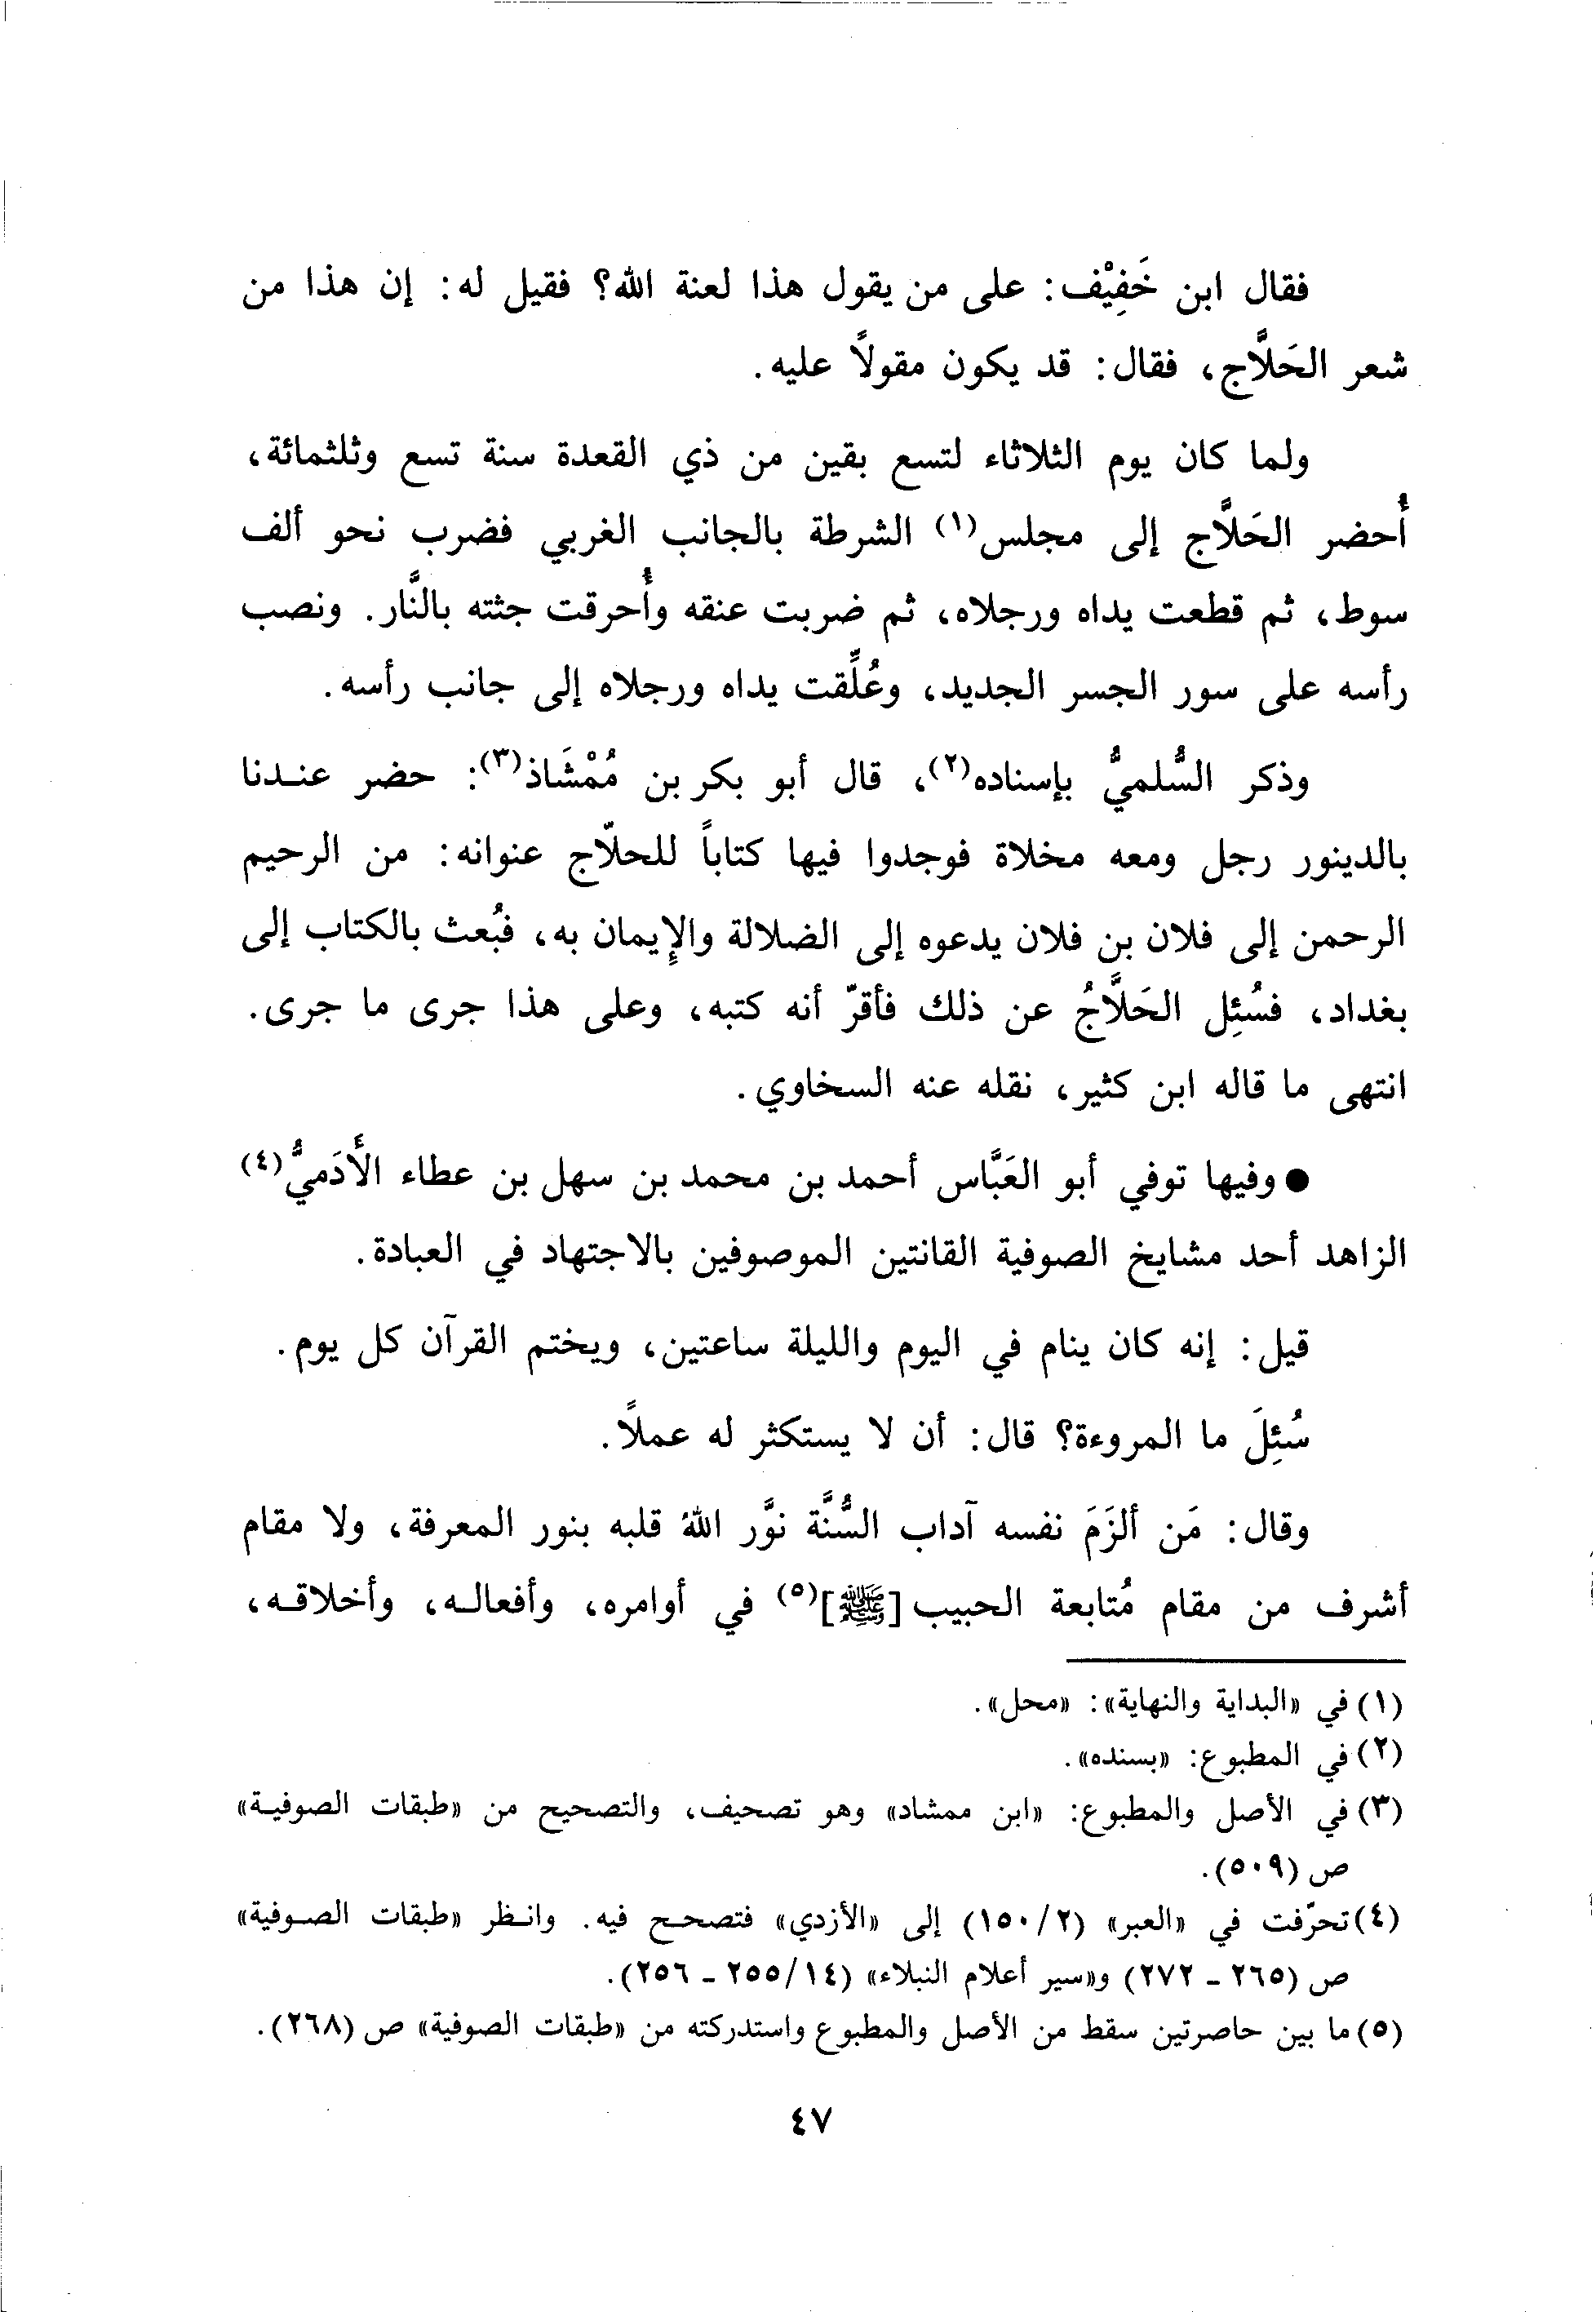 فقال ابن خَفِيْف: على من يقول هذا لعنة الله؟ فقيل له: إن هذا من
شعر الحَلَّاج، فقال: قد يكون مقولاً عليه.
ولما كان يوم الثلاثاء لتسع بقين من ذي القعدة سنة تسع وثلثمائة،
أُحضر الحَلَّاج إلى مجلس(١) الشرطة بالجانب الغربي فضرب نحو ألف
سوط، ثم قطعت يداه ورجلاه، ثم ضربت عنقه وأُحرقت جثته بالنَّار. ونصب
رأسه على سور الجسر الجديد، وعُلِّقت يداه ورجلاه إلى جانب رأسه.
وذكر السُّلميُّ بإسناده(٢)، قال أبو بكر بن مُمْشَاذ(٣): حضر عندنا
بالدينور رجل ومعه مخلاة فوجدوا فيها كتاباً للحلّاج عنوانه: من الرحيم
الرحمن إلى فلان بن فلان يدعوه إلى الضلالة والإِيمان به، فبُعث بالكتاب إلى
بغداد، فسُئِل الحَلَّاجُ عن ذلك فأقرّ أنه كتبه، وعلى هذا جرى ما جرى.
انتهى ما قاله ابن كثير، نقله عنه السخاوي.
● وفيها توفي أبو العَبَّاس أحمد بن محمد بن سهل بن عطاء الأَدَميُّ(٤)
الزاهد أحد مشايخ الصوفية القانتين الموصوفين بالاجتهاد في العبادة.
قيل: إنه كان ينام في اليوم والليلة ساعتين، ويختم القرآن كل يوم.
سُئِلَ ما المروءة؟ قال: أن لا يستكثر له عملاً.
وقال: مَن ألزَمَ نفسه آداب السُّنَّة نوَّر اللهُ قلبه بنور المعرفة، ولا مقام
أشرف من مقام مُتابعة الحبيب [ﷺ](٥) في أوامره، وأفعاله، وأخلاقه،
(١) في «البداية والنهاية»: «محل».
(٢) في المطبوع: «بسنده».
(٣) في الأصل والمطبوع: «ابن ممشاد» وهو تصحيف، والتصحيح من «طبقات الصوفية»
ص (٥٠٩).
(٤) تحرّفت في «العبر» (٢/١٥٠) إلى «الأزدي» فتصحح فيه. وانظر «طبقات الصوفية»
ص (٢٦٥ - ٢٧٢) و«سير أعلام النبلاء» (١٤/٢٥٥ - ٢٥٦).
(٥) ما بين حاصرتين سقط من الأصل والمطبوع واستدركته من «طبقات الصوفية» ص (٢٦٨).
٤٧